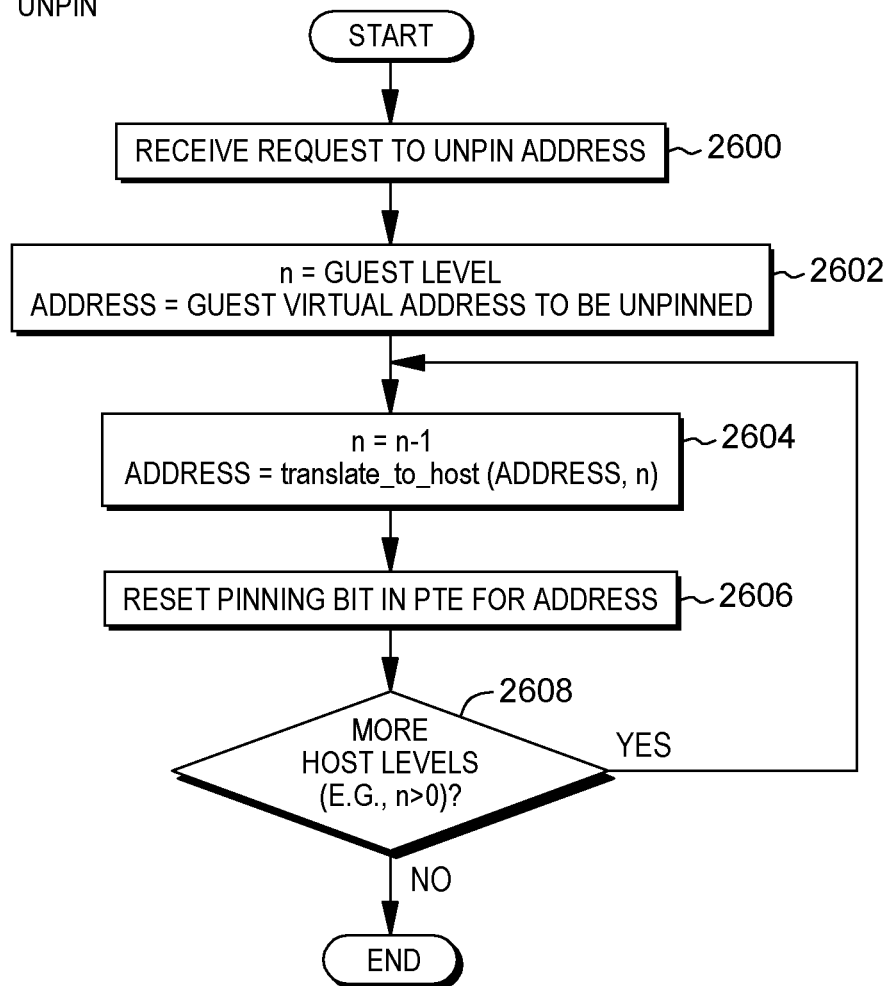 UNPIN
START
RECEIVE REQUEST TO UNPIN ADDRESS
2600
n = GUEST LEVEL
ADDRESS = GUEST VIRTUAL ADDRESS TO BE UNPINNED
2602
n = n-1
ADDRESS = translate_to_host (ADDRESS, n)
2604
RESET PINNING BIT IN PTE FOR ADDRESS
2606
2608
MORE
HOST LEVELS
(E.G., n>0)?
YES
NO
END